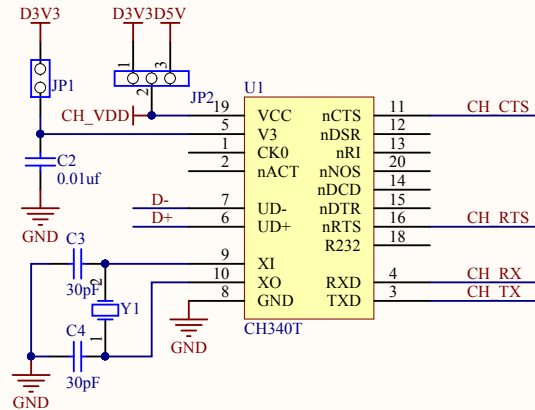 D3V3
D3V3
D5V
1
3
JP1
2
JP2
U1
CH_VDD
19
VCC
nCTS
11
CH_CTS
5
V3
nDSR
12
1
CK0
nRI
13
2
nACT
nNOS
20
C2
0.01uf
nDCD
14
D-
7
UD-
nDTR
15
D+
6
UD+
nRTS
16
CH_RTS
GND
R232
18
C3
30pF
9
XI
2
10
XO
RXD
4
CH_RX
Y1
8
GND
TXD
3
CH_TX
1
C4
30pF
GND
CH340T
GND